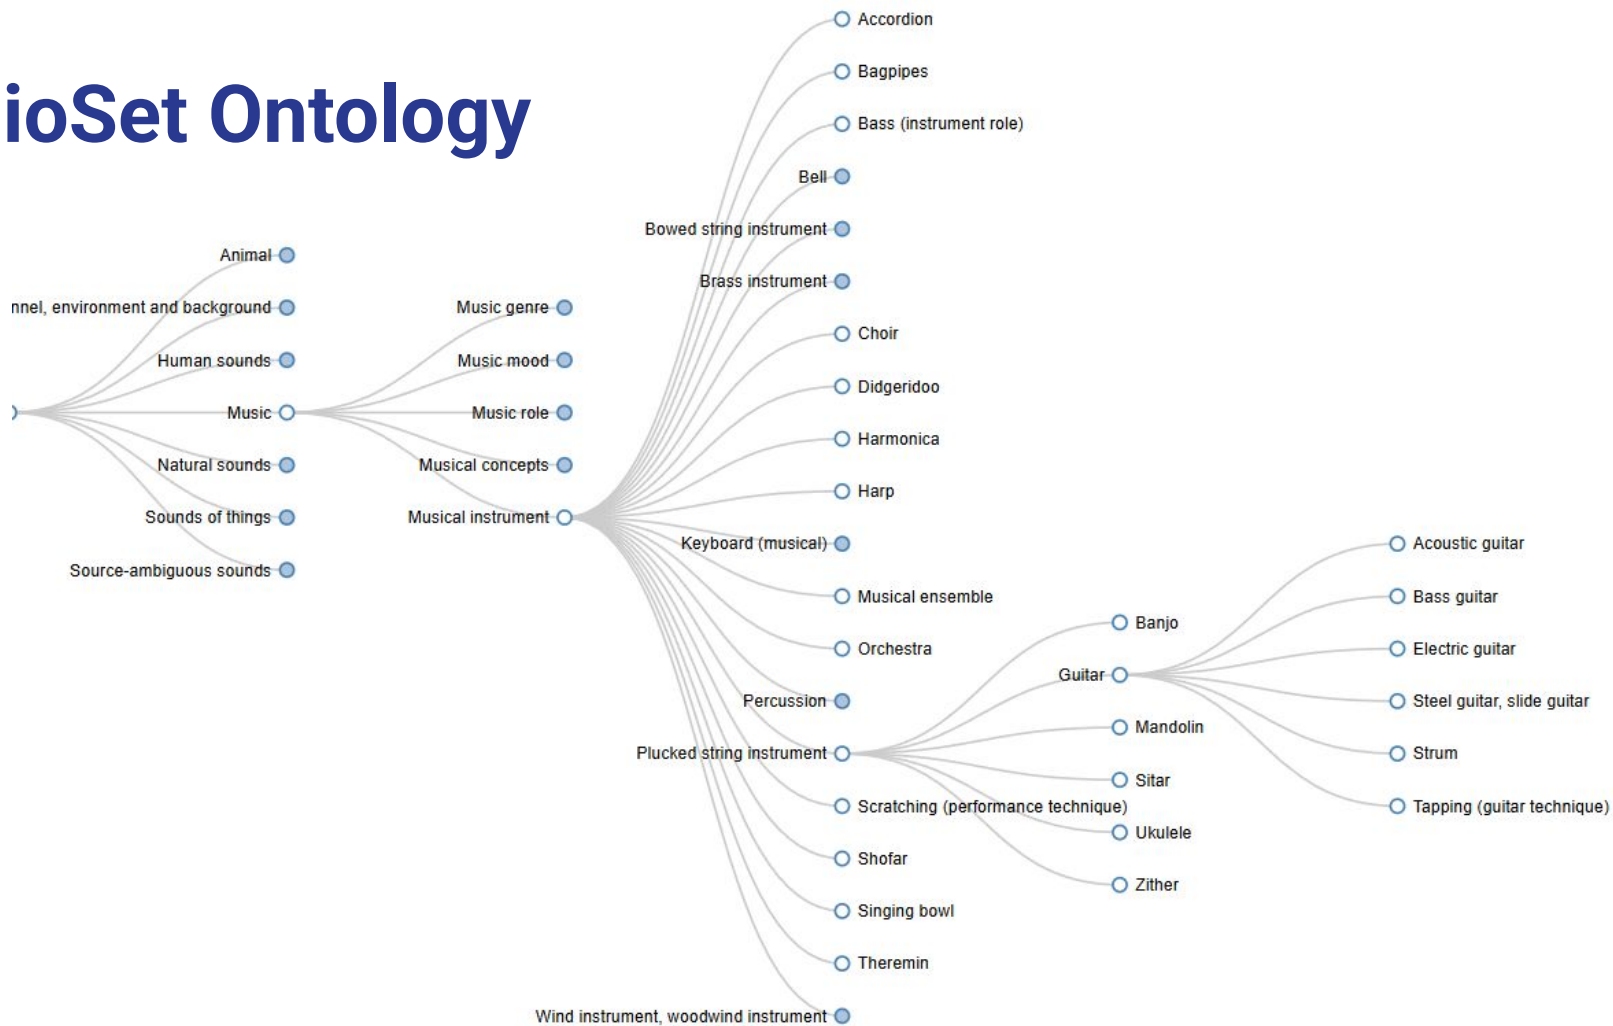 ioSet Ontology
Animal
nnel, environment and background
Human sounds
Music
Natural sounds
Sounds of things
Source-ambiguous sounds
Music genre
Music mood
Music role
Musical concepts
Musical instrument
Accordion
Bagpipes
Bass (instrument role)
Bell
Bowed string instrument
Brass instrument
Choir
Didgeridoo
Harmonica
Harp
Keyboard (musical)
Musical ensemble
Orchestra
Percussion
Plucked string instrument
Scratching (performance technique)
Shofar
Singing bowl
Theremin
Wind instrument, woodwind instrument
Banjo
Guitar
Mandolin
Sitar
Ukulele
Zither
Acoustic guitar
Bass guitar
Electric guitar
Steel guitar, slide guitar
Strum
Tapping (guitar technique)